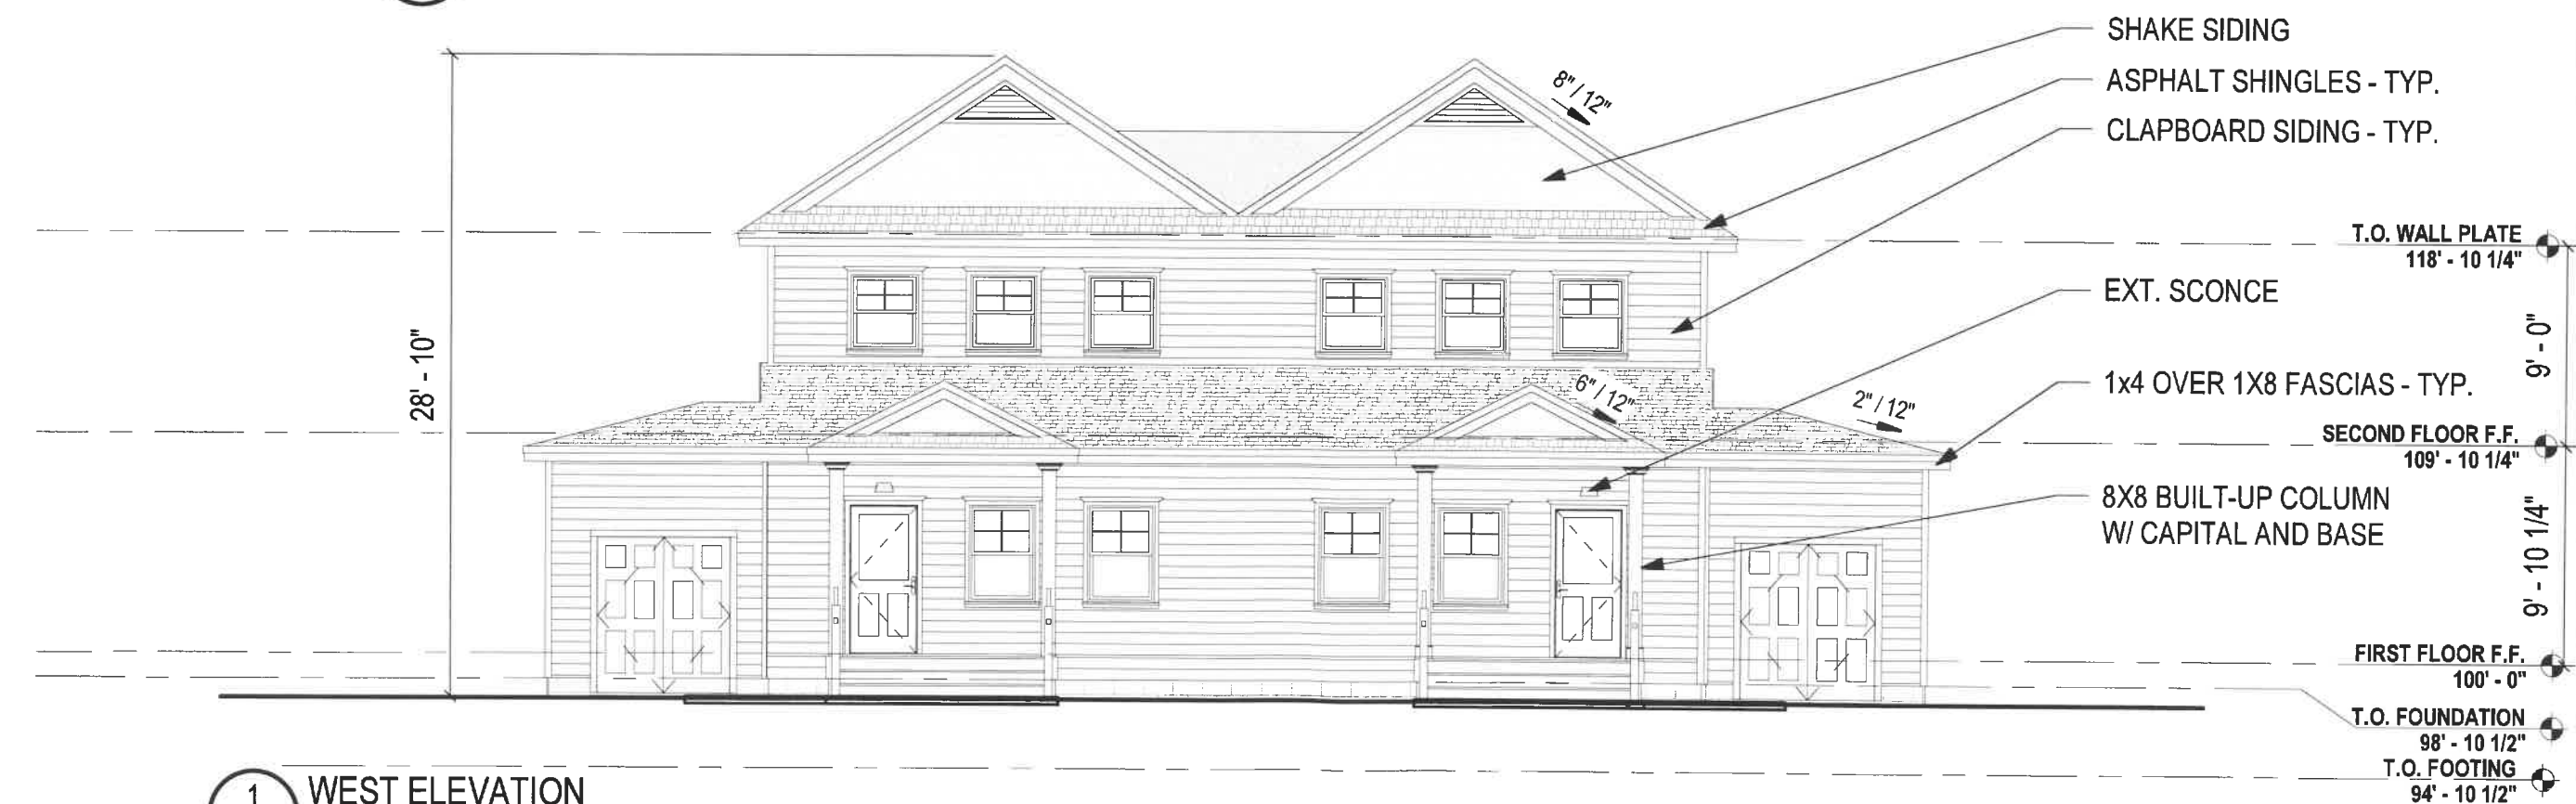 SHAKE SIDING
ASPHALT SHINGLES - TYP.
CLAPBOARD SIDING - TYP.
8" / 12"
T.O. WALL PLATE
118' - 10 1/4"
EXT. SCONCE
9' - 0"
28' - 10"
1x4 OVER 1X8 FASCIAS - TYP.
6" / 12"
2" / 12"
SECOND FLOOR F.F.
109' - 10 1/4"
8X8 BUILT-UP COLUMN
W/ CAPITAL AND BASE
9' - 10 1/4"
FIRST FLOOR F.F.
100' - 0"
T.O. FOUNDATION
98' - 10 1/2"
T.O. FOOTING
94' - 10 1/2"
1 WEST ELEVATION